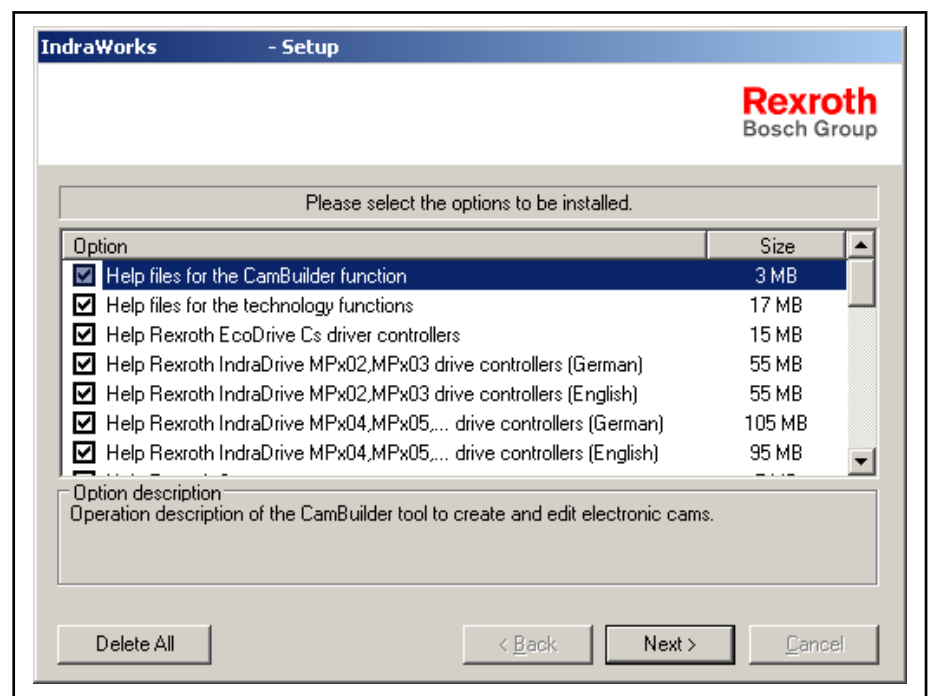 IndraWorks - Setup
Rexroth
Bosch Group
Please select the options to be installed.
Option Size
Help files for the CamBuilder function 3 MB
Help files for the technology functions 17 MB
Help Rexroth EcoDrive Cs driver controllers 15 MB
Help Rexroth IndraDrive MPx02,MPx03 drive controllers (German) 55 MB
Help Rexroth IndraDrive MPx02,MPx03 drive controllers (English) 55 MB
Help Rexroth IndraDrive MPx04,MPx05,... drive controllers (German) 105 MB
Help Rexroth IndraDrive MPx04,MPx05,... drive controllers (English) 95 MB
Option description
Operation description of the CamBuilder tool to create and edit electronic cams.
Delete All < Back Next > Cancel